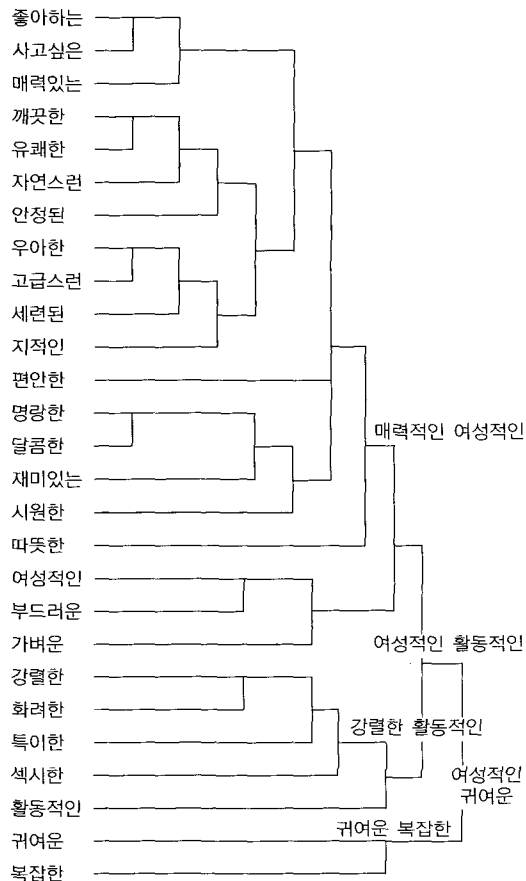 좋아하는
사고싶은
매력있는
깨끗한
유쾌한
자연스런
안정된
우아한
고급스런
세련된
지적인
편안한
명랑한
매력적인 여성적인
달콤한
재미있는
시원한
따뜻한
여성적인
부드러운
가벼운
여성적인 활동적인
강렬한
화려한
강렬한 활동적인
특이한
섹시한
여성적인
귀여운
활동적인
귀여운 복잡한
귀여운
복잡한